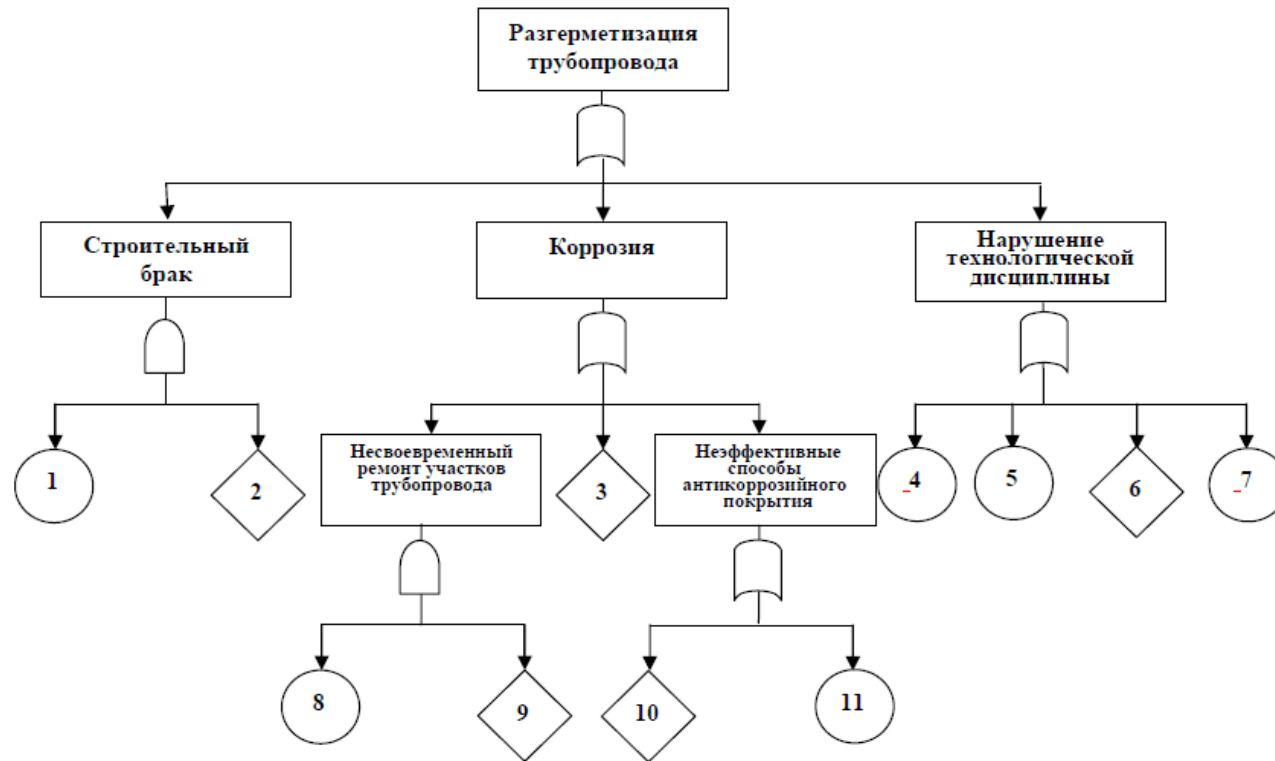 Разгерметизация
трубопровода
Строительный
брак
Коррозия
Нарушение
технологической
дисциплины
Несвоевременный
ремонт участков
трубопровода
Неэффективные
способы
антикоррозийного
покрытия
1
2
3
4
5
6
7
8
9
10
11